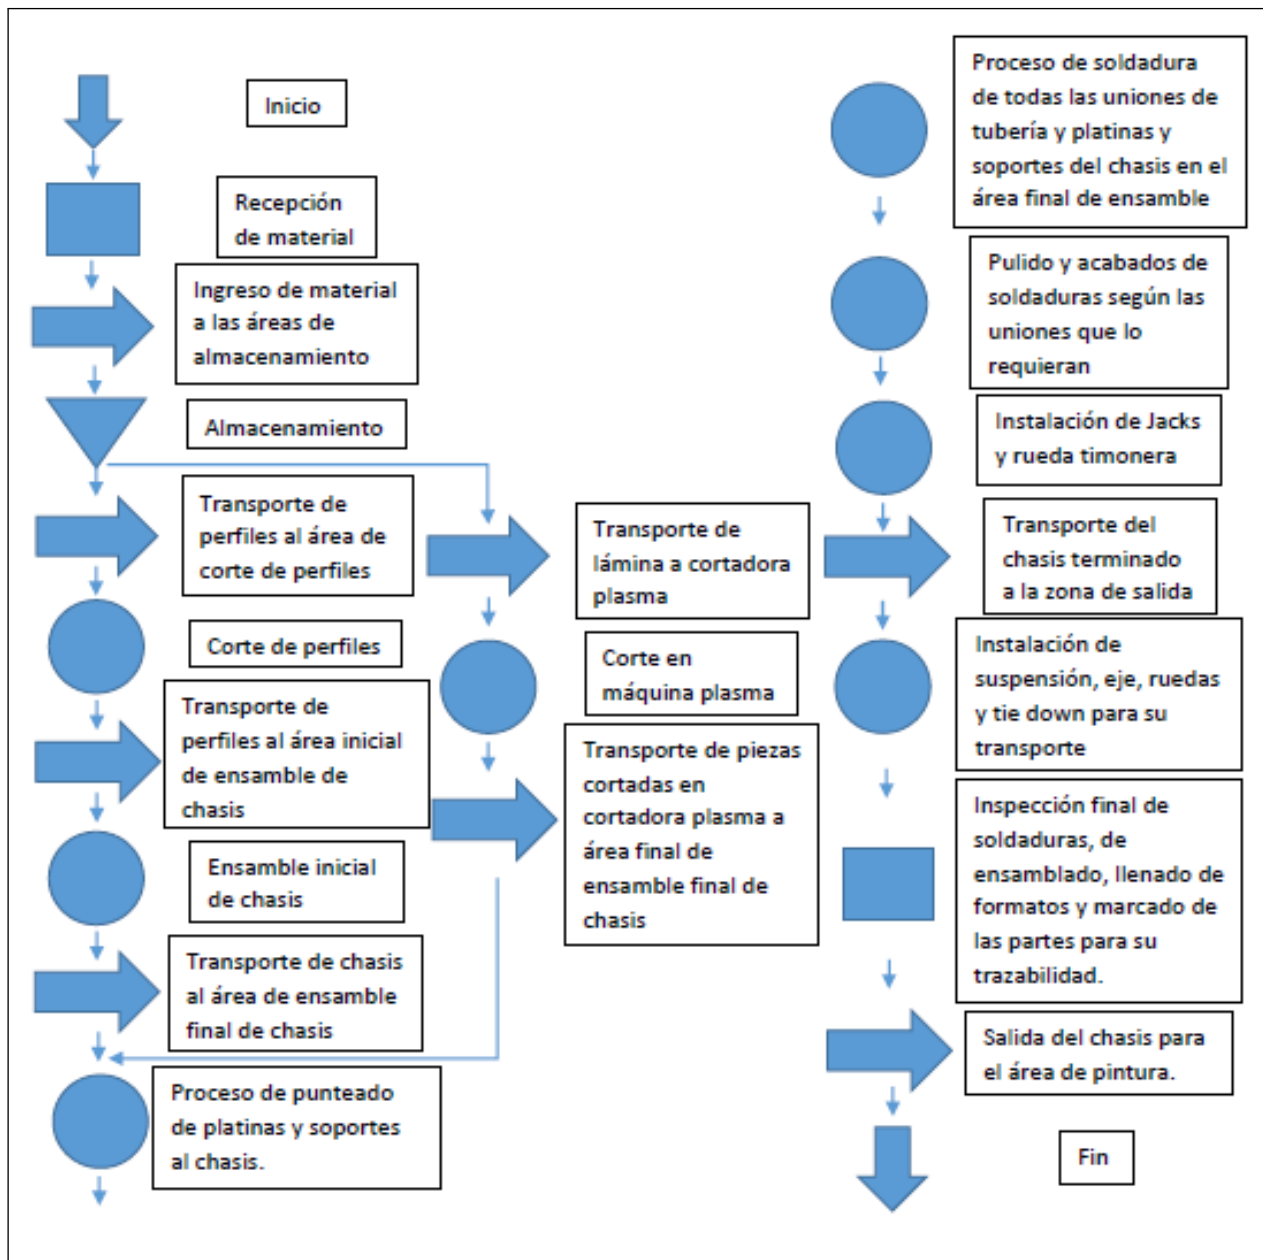 Inicio
Recepción
de material
Ingreso de material
a las áreas de
almacenamiento
Almacenamiento
Transporte de
perfiles al área de
corte de perfiles
Corte de perfiles
Transporte de
perfiles al área inicial
de ensamble de
chasis
Ensamble inicial
de chasis
Transporte de chasis
al área de ensamble
final de chasis
Proceso de punteado
de platinas y soportes
al chasis.
Transporte de
lámina a cortadora
plasma
Corte en
máquina plasma
Transporte de piezas
cortadas en
cortadora plasma a
área final de
ensamble final de
chasis
Proceso de soldadura
de todas las uniones de
tubería y platinas y
soportes del chasis en el
área final de ensamble
Pulido y acabados de
soldaduras según las
uniones que lo
requieran
Instalación de Jacks
y rueda timonera
Transporte del
chasis terminado
a la zona de salida
Instalación de
suspensión, eje, ruedas
y tie down para su
transporte
Inspección final de
soldaduras, de
ensamblado, llenado de
formatos y marcado de
las partes para su
trazabilidad.
Salida del chasis para
el área de pintura.
Fin